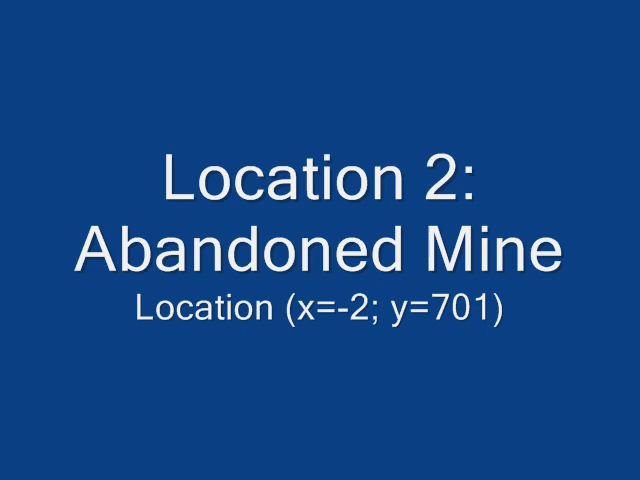 Location 2:
Abandoned Mine
Location (x=-2; y=701)